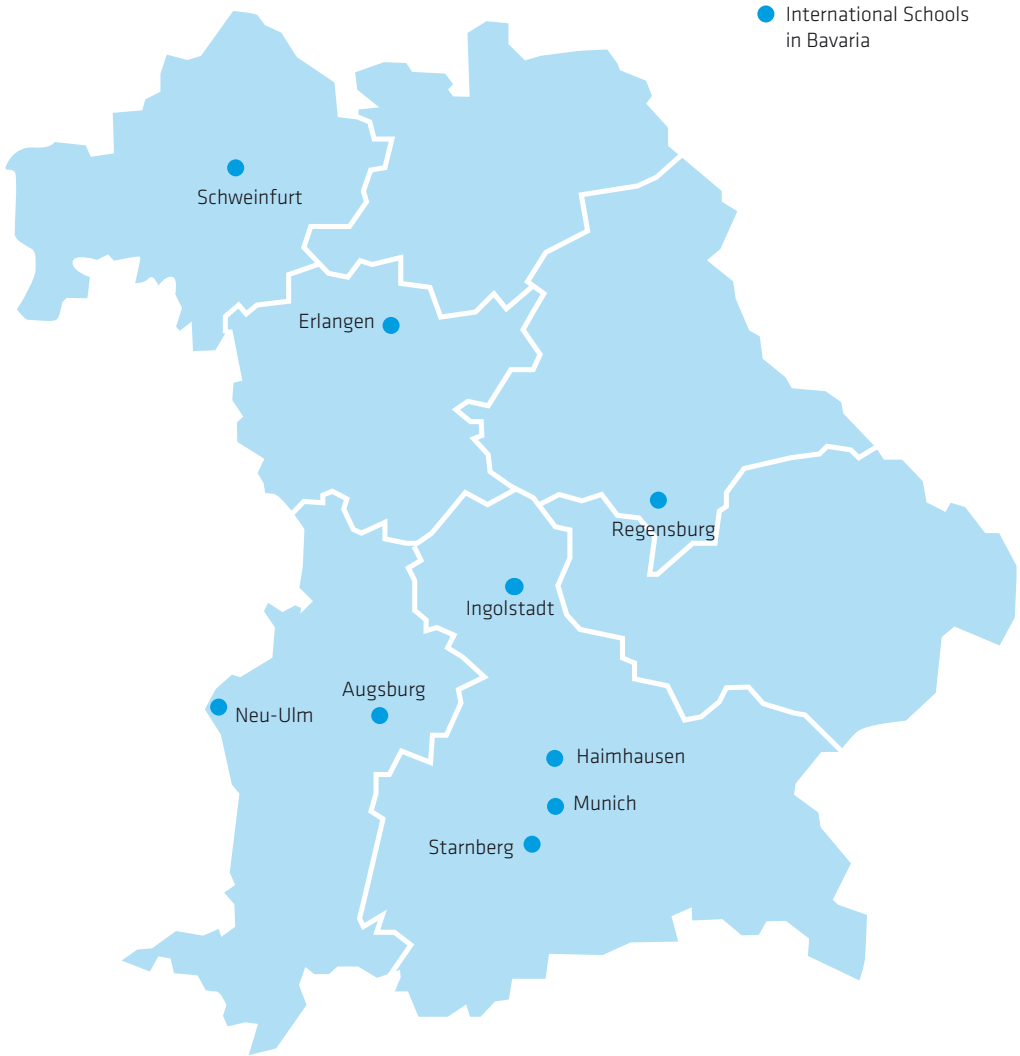 International Schools
in Bavaria
Schweinfurt
Erlangen
Regensburg
Ingolstadt
Augsburg
Neu-Ulm
Haimhausen
Munich
Starnberg